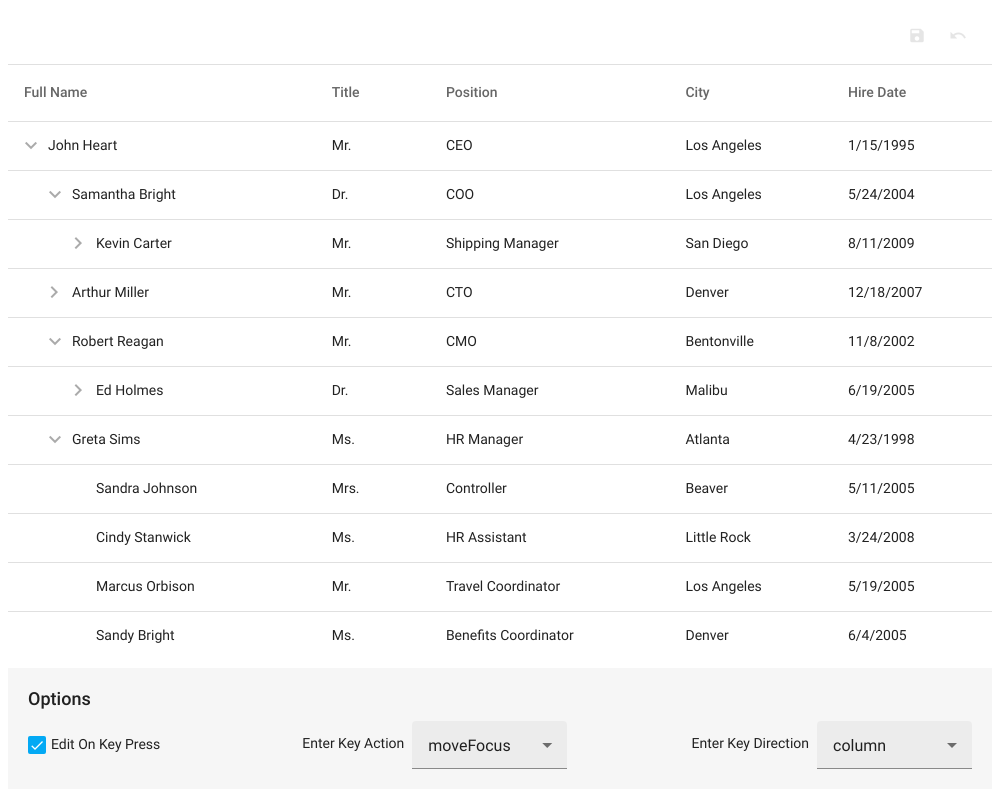 Full Name Title Position City Hire Date
John Heart Mr. CEO Los Angeles 1/15/1995
Samantha Bright Dr. COO Los Angeles 5/24/2004
Kevin Carter Mr. Shipping Manager San Diego 8/11/2009
Arthur Miller Mr. CTO Denver 12/18/2007
Robert Reagan Mr. CMO Bentonville 11/8/2002
Ed Holmes Dr. Sales Manager Malibu 6/19/2005
Greta Sims Ms. HR Manager Atlanta 4/23/1998
Sandra Johnson Mrs. Controller Beaver 5/11/2005
Cindy Stanwick Ms. HR Assistant Little Rock 3/24/2008
Marcus Orbison Mr. Travel Coordinator Los Angeles 5/19/2005
Sandy Bright Ms. Benefits Coordinator Denver 6/4/2005
Options
Edit On Key Press Enter Key Action moveFocus Enter Key Direction column